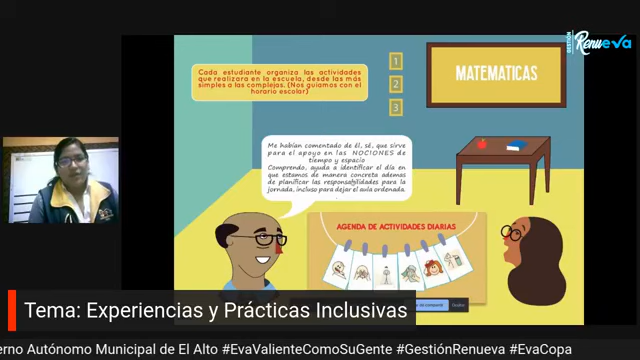 GESTIÓN
Renueva
Cada estudiante organiza las actividades
que realizara en la escuela, desde las más
simples a las complejas. (Nos guiamos con el
horario escolar)
1
2
3
MATEMATICAS
Me habían comentado de él, sé, que sirve
para el apoyo en las NOCIONES de
tiempo y espacio
Comprendo, ayuda a identificar el día en
que estamos de manera concreta ademas
de planificar las responsabilidades para la
jornada, incluso para dejar el aula ordenada.
AGENDA DE ACTIVIDADES DIARIAS
Tema: Experiencias y Prácticas Inclusivas
erno Autónomo Municipal de El Alto #EvaValienteComoSuGente #GestiónRenueva #EvaCopa